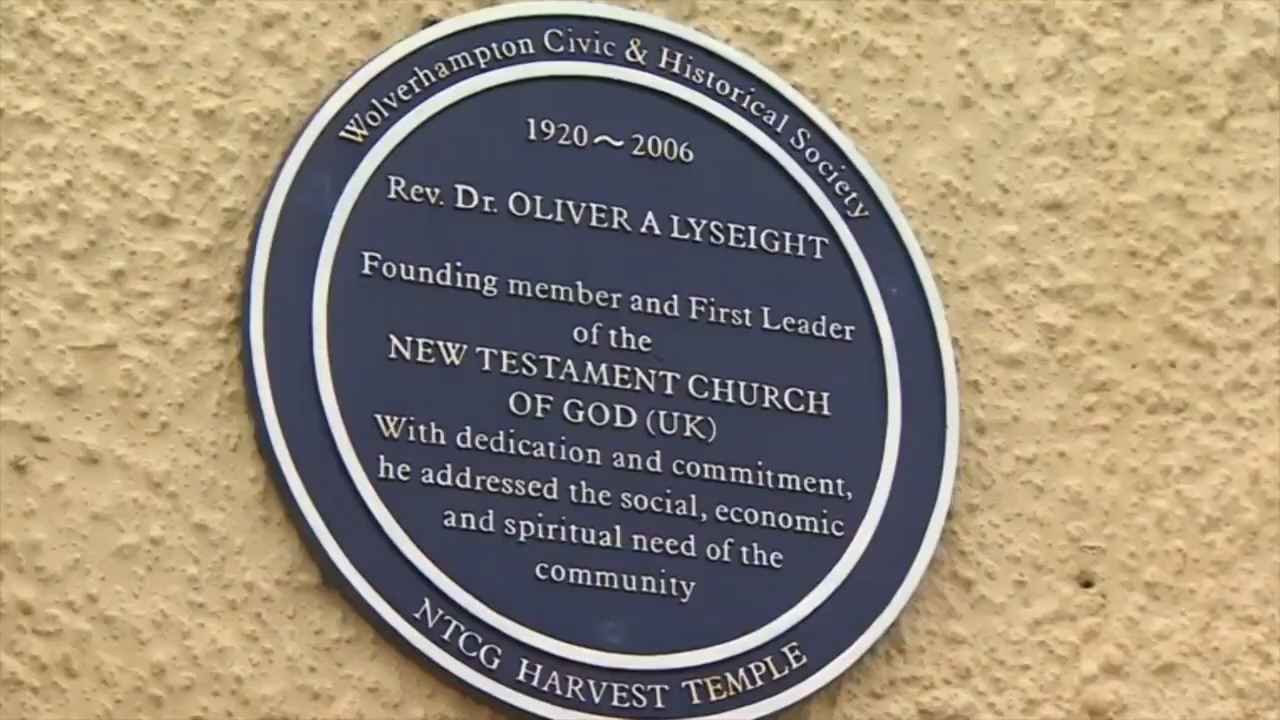 Wolverhampton Civic & Historical Society
1920~2006
Rev. Dr. OLIVER A LYSEIGHT
Founding member and First Leader
of the
NEW TESTAMENT CHURCH
OF GOD (UK)
With dedication and commitment,
he addressed the social, economic
and spiritual need of the
community
NTCG HARVEST TEMPLE